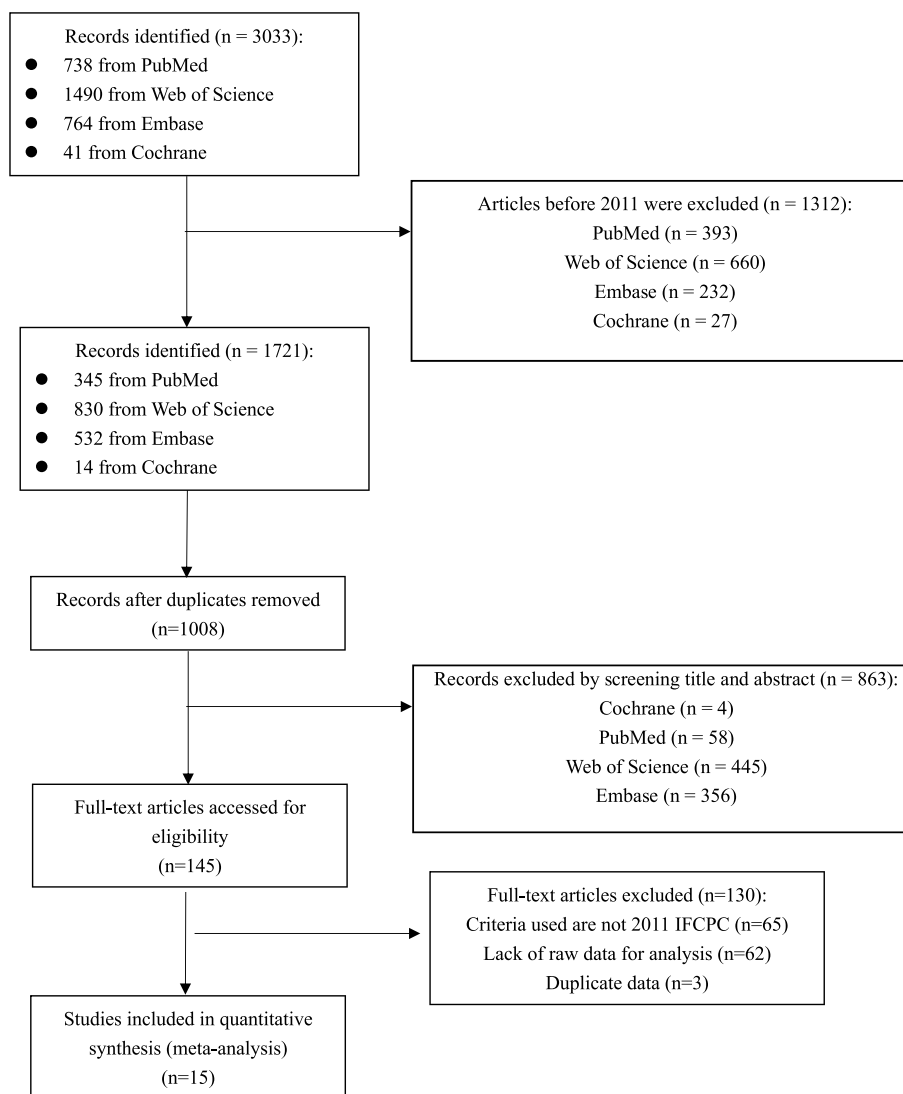 Records identified (n = 3033):
● 738 from PubMed
● 1490 from Web of Science
● 764 from Embase
● 41 from Cochrane
Articles before 2011 were excluded (n = 1312):
PubMed (n = 393)
Web of Science (n = 660)
Embase (n = 232)
Cochrane (n = 27)
Records identified (n = 1721):
● 345 from PubMed
● 830 from Web of Science
● 532 from Embase
● 14 from Cochrane
Records after duplicates removed
(n=1008)
Records excluded by screening title and abstract (n = 863):
Cochrane (n = 4)
PubMed (n = 58)
Web of Science (n = 445)
Embase (n = 356)
Full-text articles accessed for
eligibility
(n=145)
Full-text articles excluded (n=130):
Criteria used are not 2011 IFCPC (n=65)
Lack of raw data for analysis (n=62)
Duplicate data (n=3)
Studies included in quantitative
synthesis (meta-analysis)
(n=15)